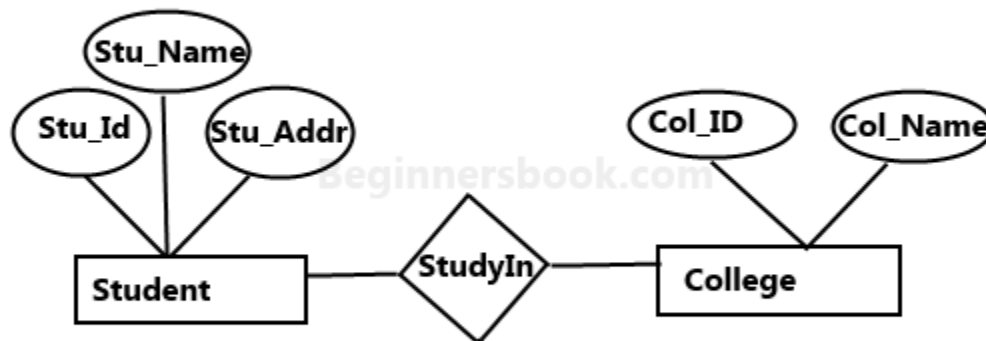 Stu_Name
Stu_Id
Stu_Addr
Col_ID
Col_Name
Beginnersbook.com
StudyIn
Student
College